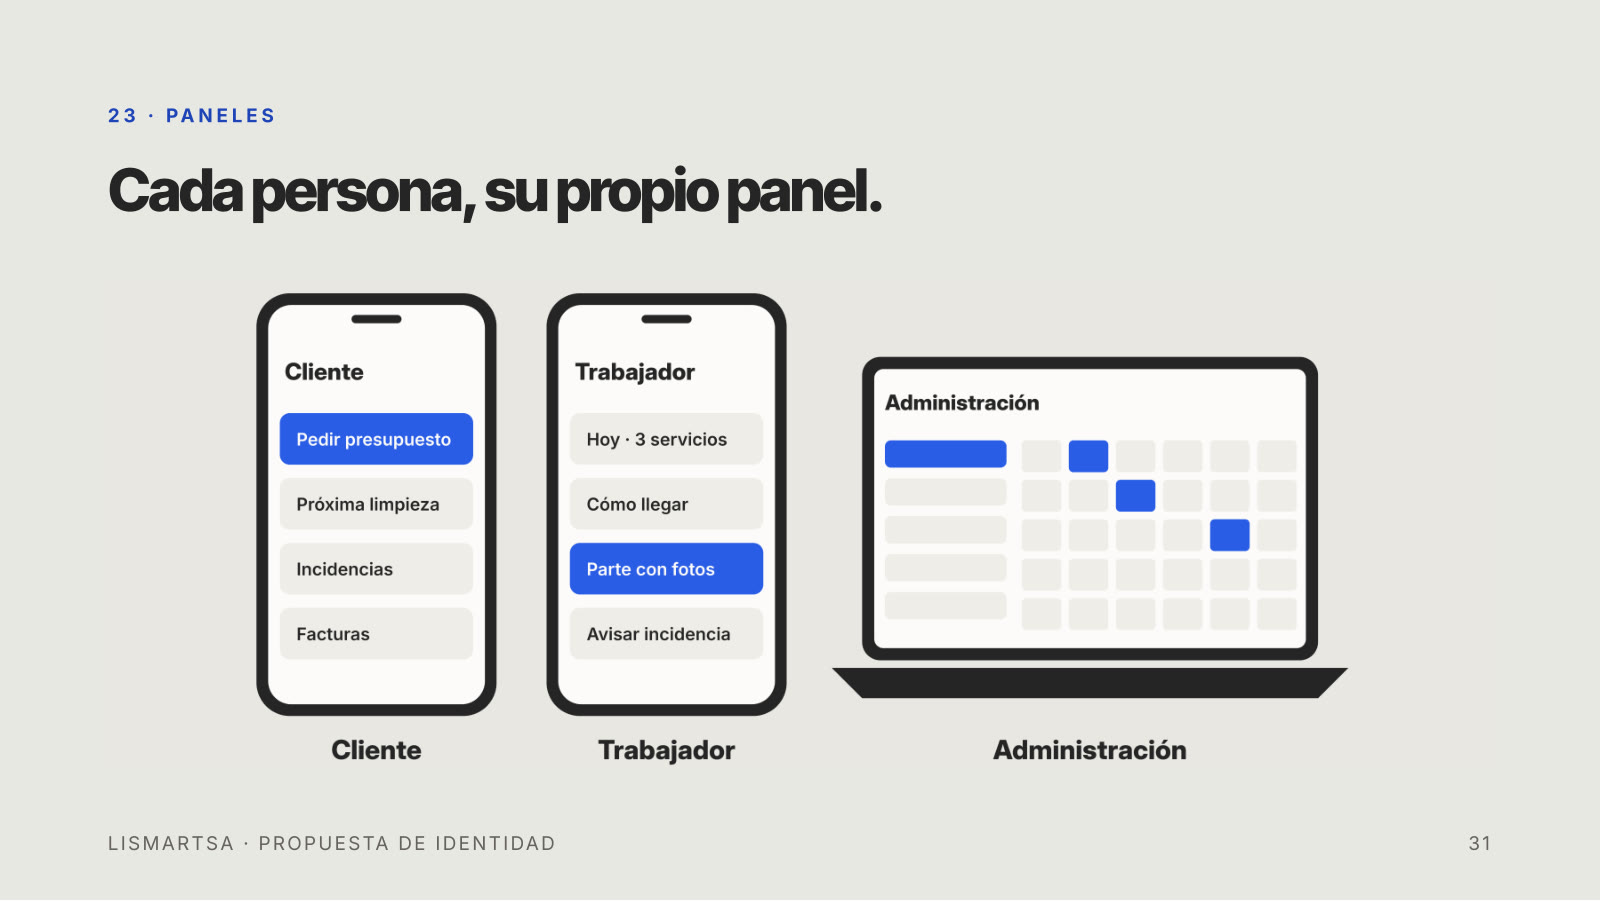 23 · PANELES
Cada persona, su propio panel.
Cliente
Pedir presupuesto
Próxima limpieza
Incidencias
Facturas
Cliente
Trabajador
Hoy · 3 servicios
Cómo llegar
Parte con fotos
Avisar incidencia
Trabajador
Administración
Administración
LISMARTSA · PROPUESTA DE IDENTIDAD
31